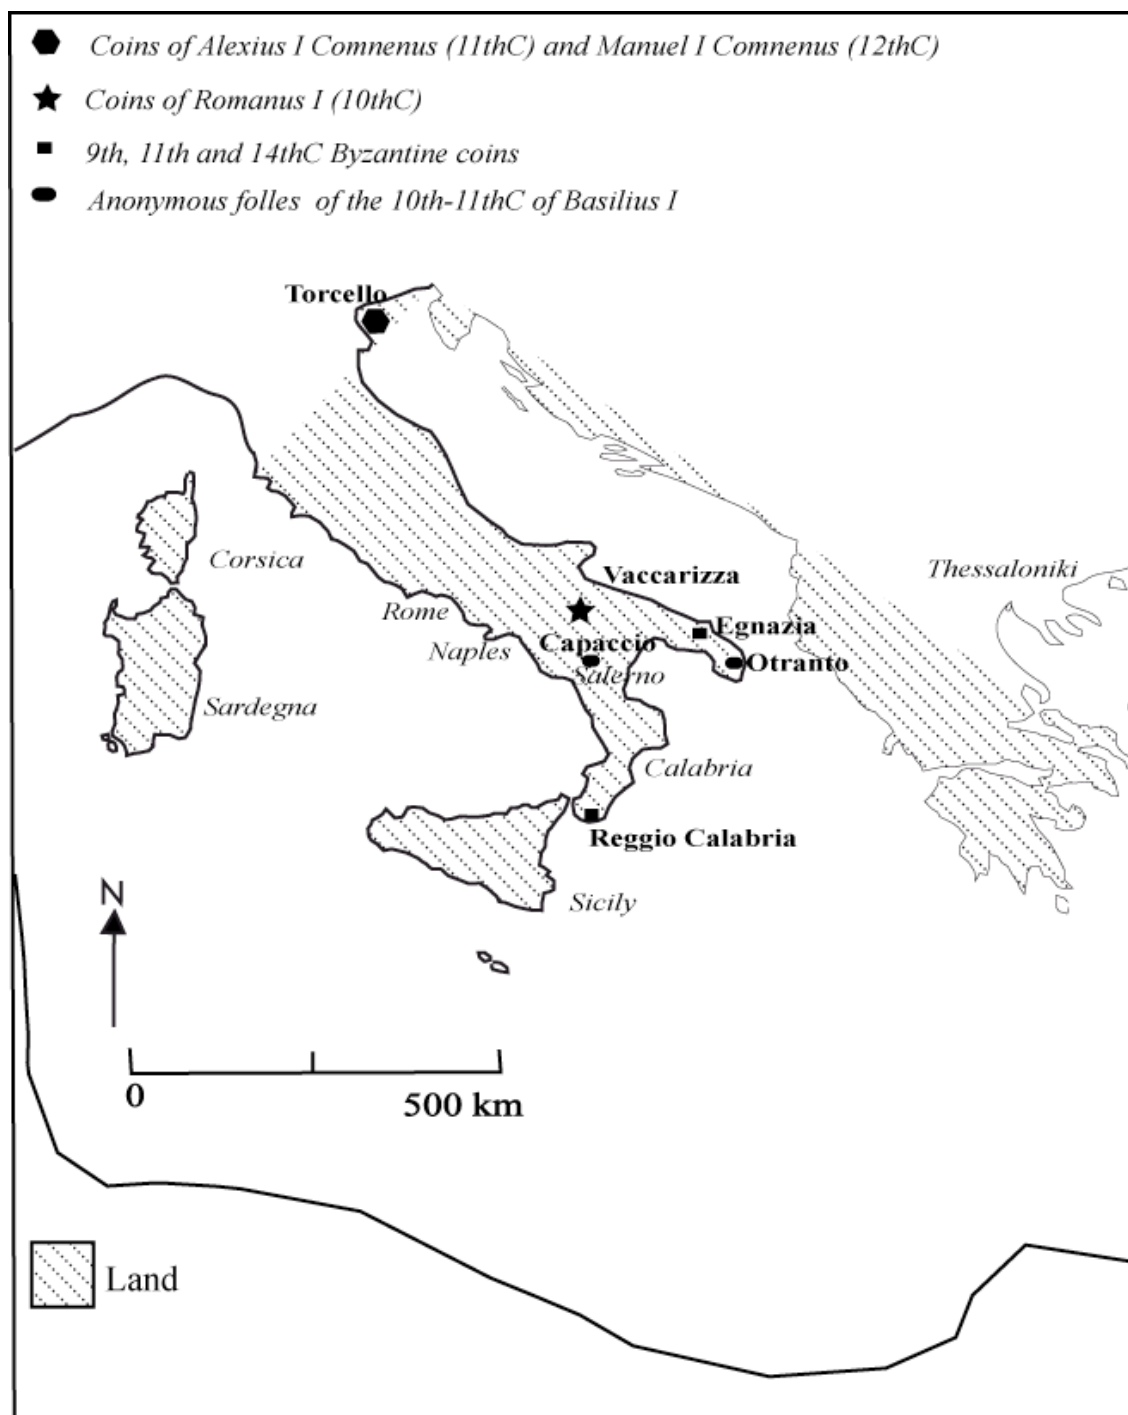 Coins of Alexius I Comnenus (11thC) and Manuel I Comnenus (12thC)
Coins of Romanus I (10thC)
9th, 11th and 14thC Byzantine coins
Anonymous folles of the 10th-11thC of Basilius I
Torcello
Corsica
Vaccarizza
Thessaloniki
Rome
Egnazia
Capaccio
Naples
Otranto
Salerno
Sardegna
Calabria
Reggio Calabria
N
Sicily
0
500 km
Land